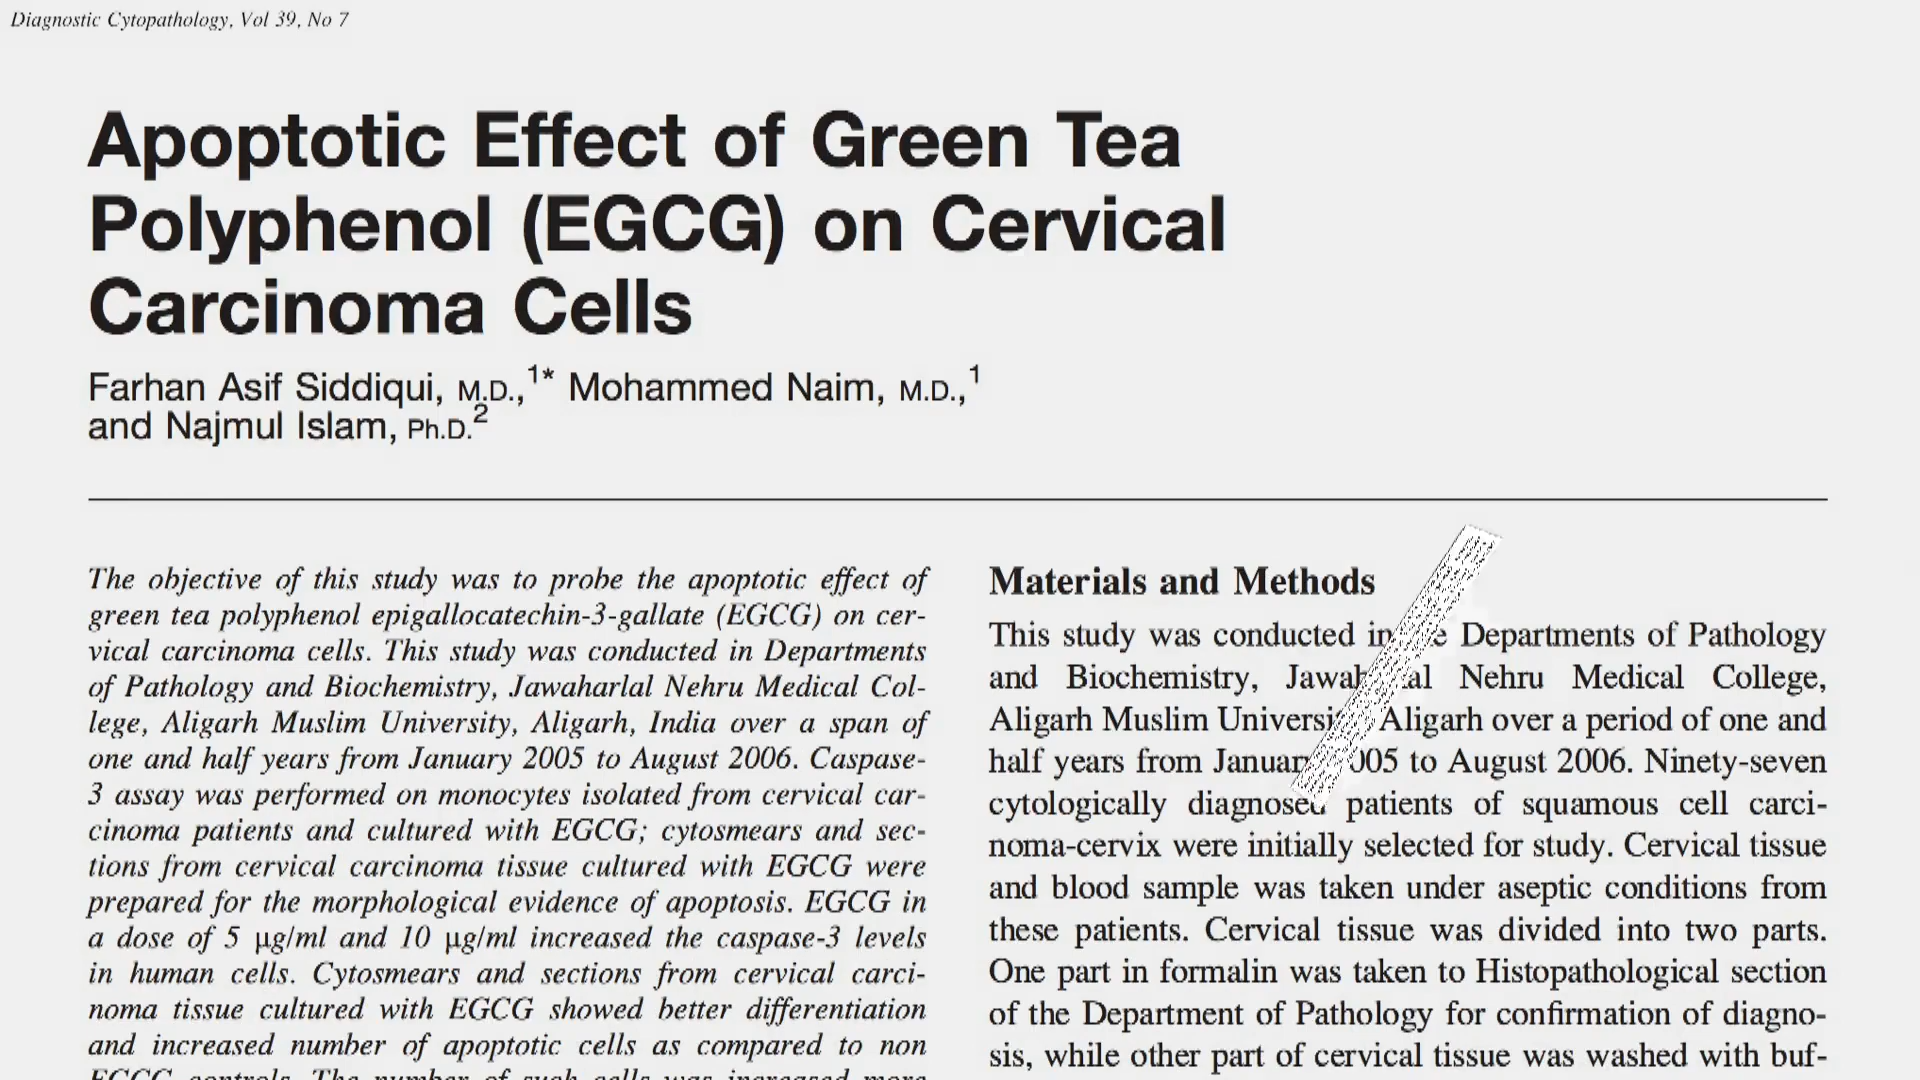 Diagnostic Cytopathology, Vol 39, No 7
Apoptotic Effect of Green Tea
Polyphenol (EGCG) on Cervical
Carcinoma Cells
Farhan Asif Siddiqui, M.D.,1* Mohammed Naim, M.D.,1
and Najmul Islam, Ph.D.2
The objective of this study was to probe the apoptotic effect of
green tea polyphenol epigallocatechin-3-gallate (EGCG) on cer-
vical carcinoma cells. This study was conducted in Departments
of Pathology and Biochemistry, Jawaharlal Nehru Medical Col-
lege, Aligarh Muslim University, Aligarh, India over a span of
one and half years from January 2005 to August 2006. Caspase-
3 assay was performed on monocytes isolated from cervical car-
cinoma patients and cultured with EGCG; cytosmears and sec-
tions from cervical carcinoma tissue cultured with EGCG were
prepared for the morphological evidence of apoptosis. EGCG in
a dose of 5 μg/ml and 10 μg/ml increased the caspase-3 levels
in human cells. Cytosmears and sections from cervical carci-
noma tissue cultured with EGCG showed better differentiation
and increased number of apoptotic cells as compared to non
EGCG controls. The number of such cells was increased more
Materials and Methods
This study was conducted in Departments of Pathology
and Biochemistry, Nehru Medical College,
Aligarh Muslim Aligarh over a period of one and
half years from to August 2006. Ninety-seven
cytologically diagnosed patients of squamous cell carci-
noma-cervix were initially selected for study. Cervical tissue
and blood sample was taken under aseptic conditions from
these patients. Cervical tissue was divided into two parts.
One part in formalin was taken to Histopathological section
of the Department of Pathology for confirmation of diagno-
sis, while other part of cervical tissue was washed with buf-